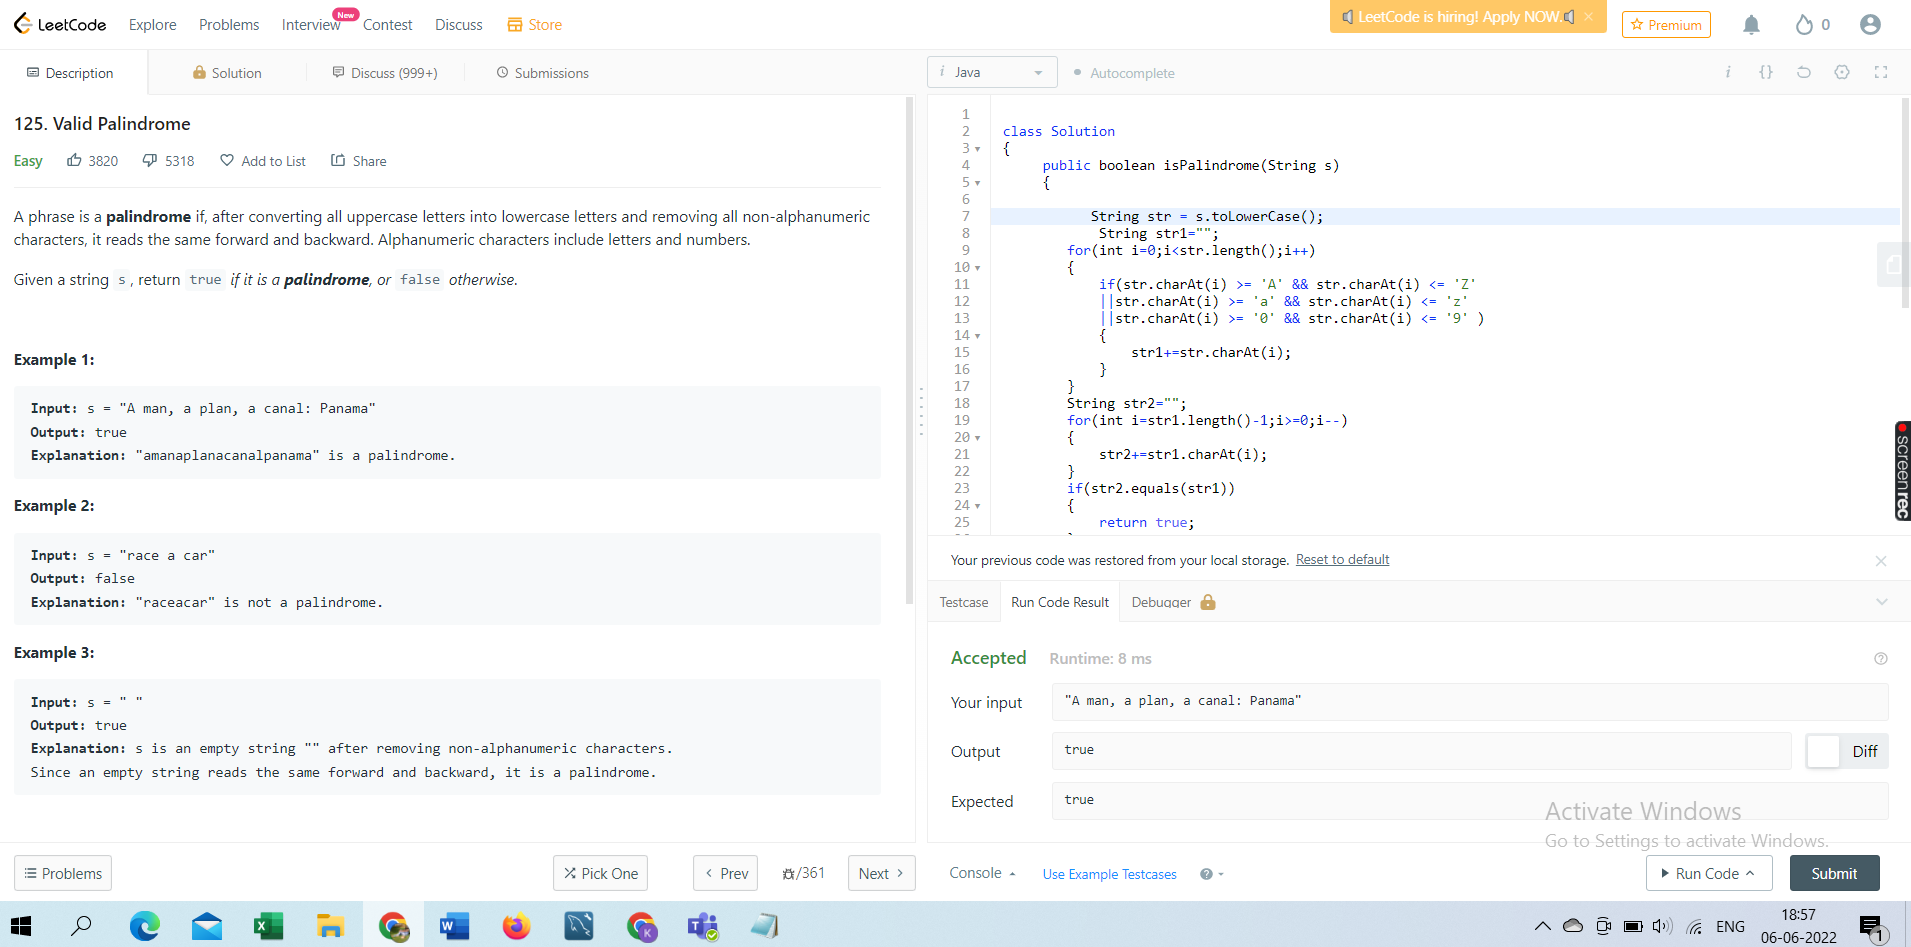 LeetCode Explore Problems Interview New Contest Discuss Store LeetCode is hiring! Apply NOW. × Premium 0
Description Solution Discuss (999+) Submissions
i Java Autocomplete i {}
125. Valid Palindrome
Easy 3820 5318 Add to List Share
A phrase is a palindrome if, after converting all uppercase letters into lowercase letters and removing all non-alphanumeric
characters, it reads the same forward and backward. Alphanumeric characters include letters and numbers.
Given a string s, return true if it is a palindrome, or false otherwise.
Example 1:
Input: s = "A man, a plan, a canal: Panama"
Output: true
Explanation: "amanaplanacanalpanama" is a palindrome.
Example 2:
Input: s = "race a car"
Output: false
Explanation: "raceacar" is not a palindrome.
Example 3:
Input: s = " "
Output: true
Explanation: s is an empty string "" after removing non-alphanumeric characters.
Since an empty string reads the same forward and backward, it is a palindrome.
Problems Pick One < Prev /361 Next >
1
2 class Solution
3 {
4 public boolean isPalindrome(String s)
5 {
6
7 String str = s.toLowerCase();
8 String str1="";
9 for(int i=0;i<str.length();i++)
10 {
11 if(str.charAt(i) >= 'A' && str.charAt(i) <= 'Z'
12 ||str.charAt(i) >= 'a' && str.charAt(i) <= 'z'
13 ||str.charAt(i) >= '0' && str.charAt(i) <= '9' )
14 {
15 str1+=str.charAt(i);
16 }
17 }
18 String str2="";
19 for(int i=str1.length()-1;i>=0;i--)
20 {
21 str2+=str1.charAt(i);
22 }
23 if(str2.equals(str1))
24 {
25 return true;
screenrec
Your previous code was restored from your local storage. Reset to default
Testcase Run Code Result Debugger
Accepted Runtime: 8 ms
Your input "A man, a plan, a canal: Panama"
Output true Diff
Expected true
Activate Windows
Go to Settings to activate Windows.
Console Use Example Testcases Run Code Submit
ENG 18:57
06-06-2022 1